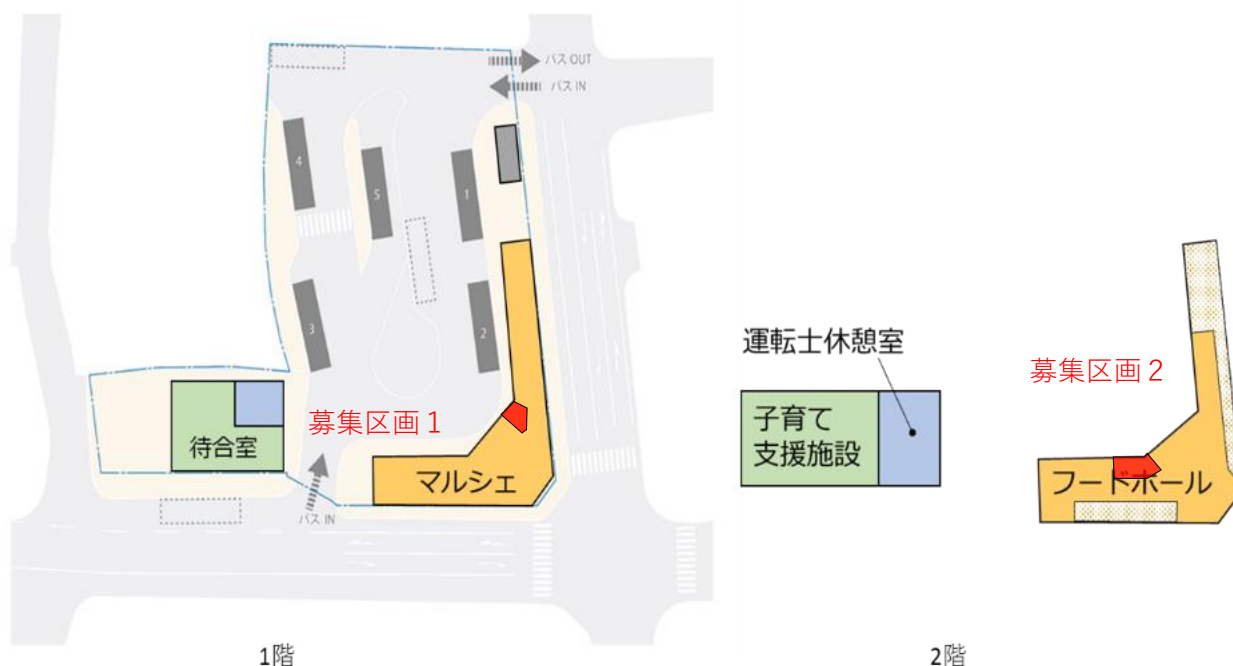 バス OUT
バス IN
4
5
1
3
2
募集区画1
待合室
マルシェ
バス IN
1階
運転士休憩室
募集区画2
子育て
支援施設
フードホール
2階